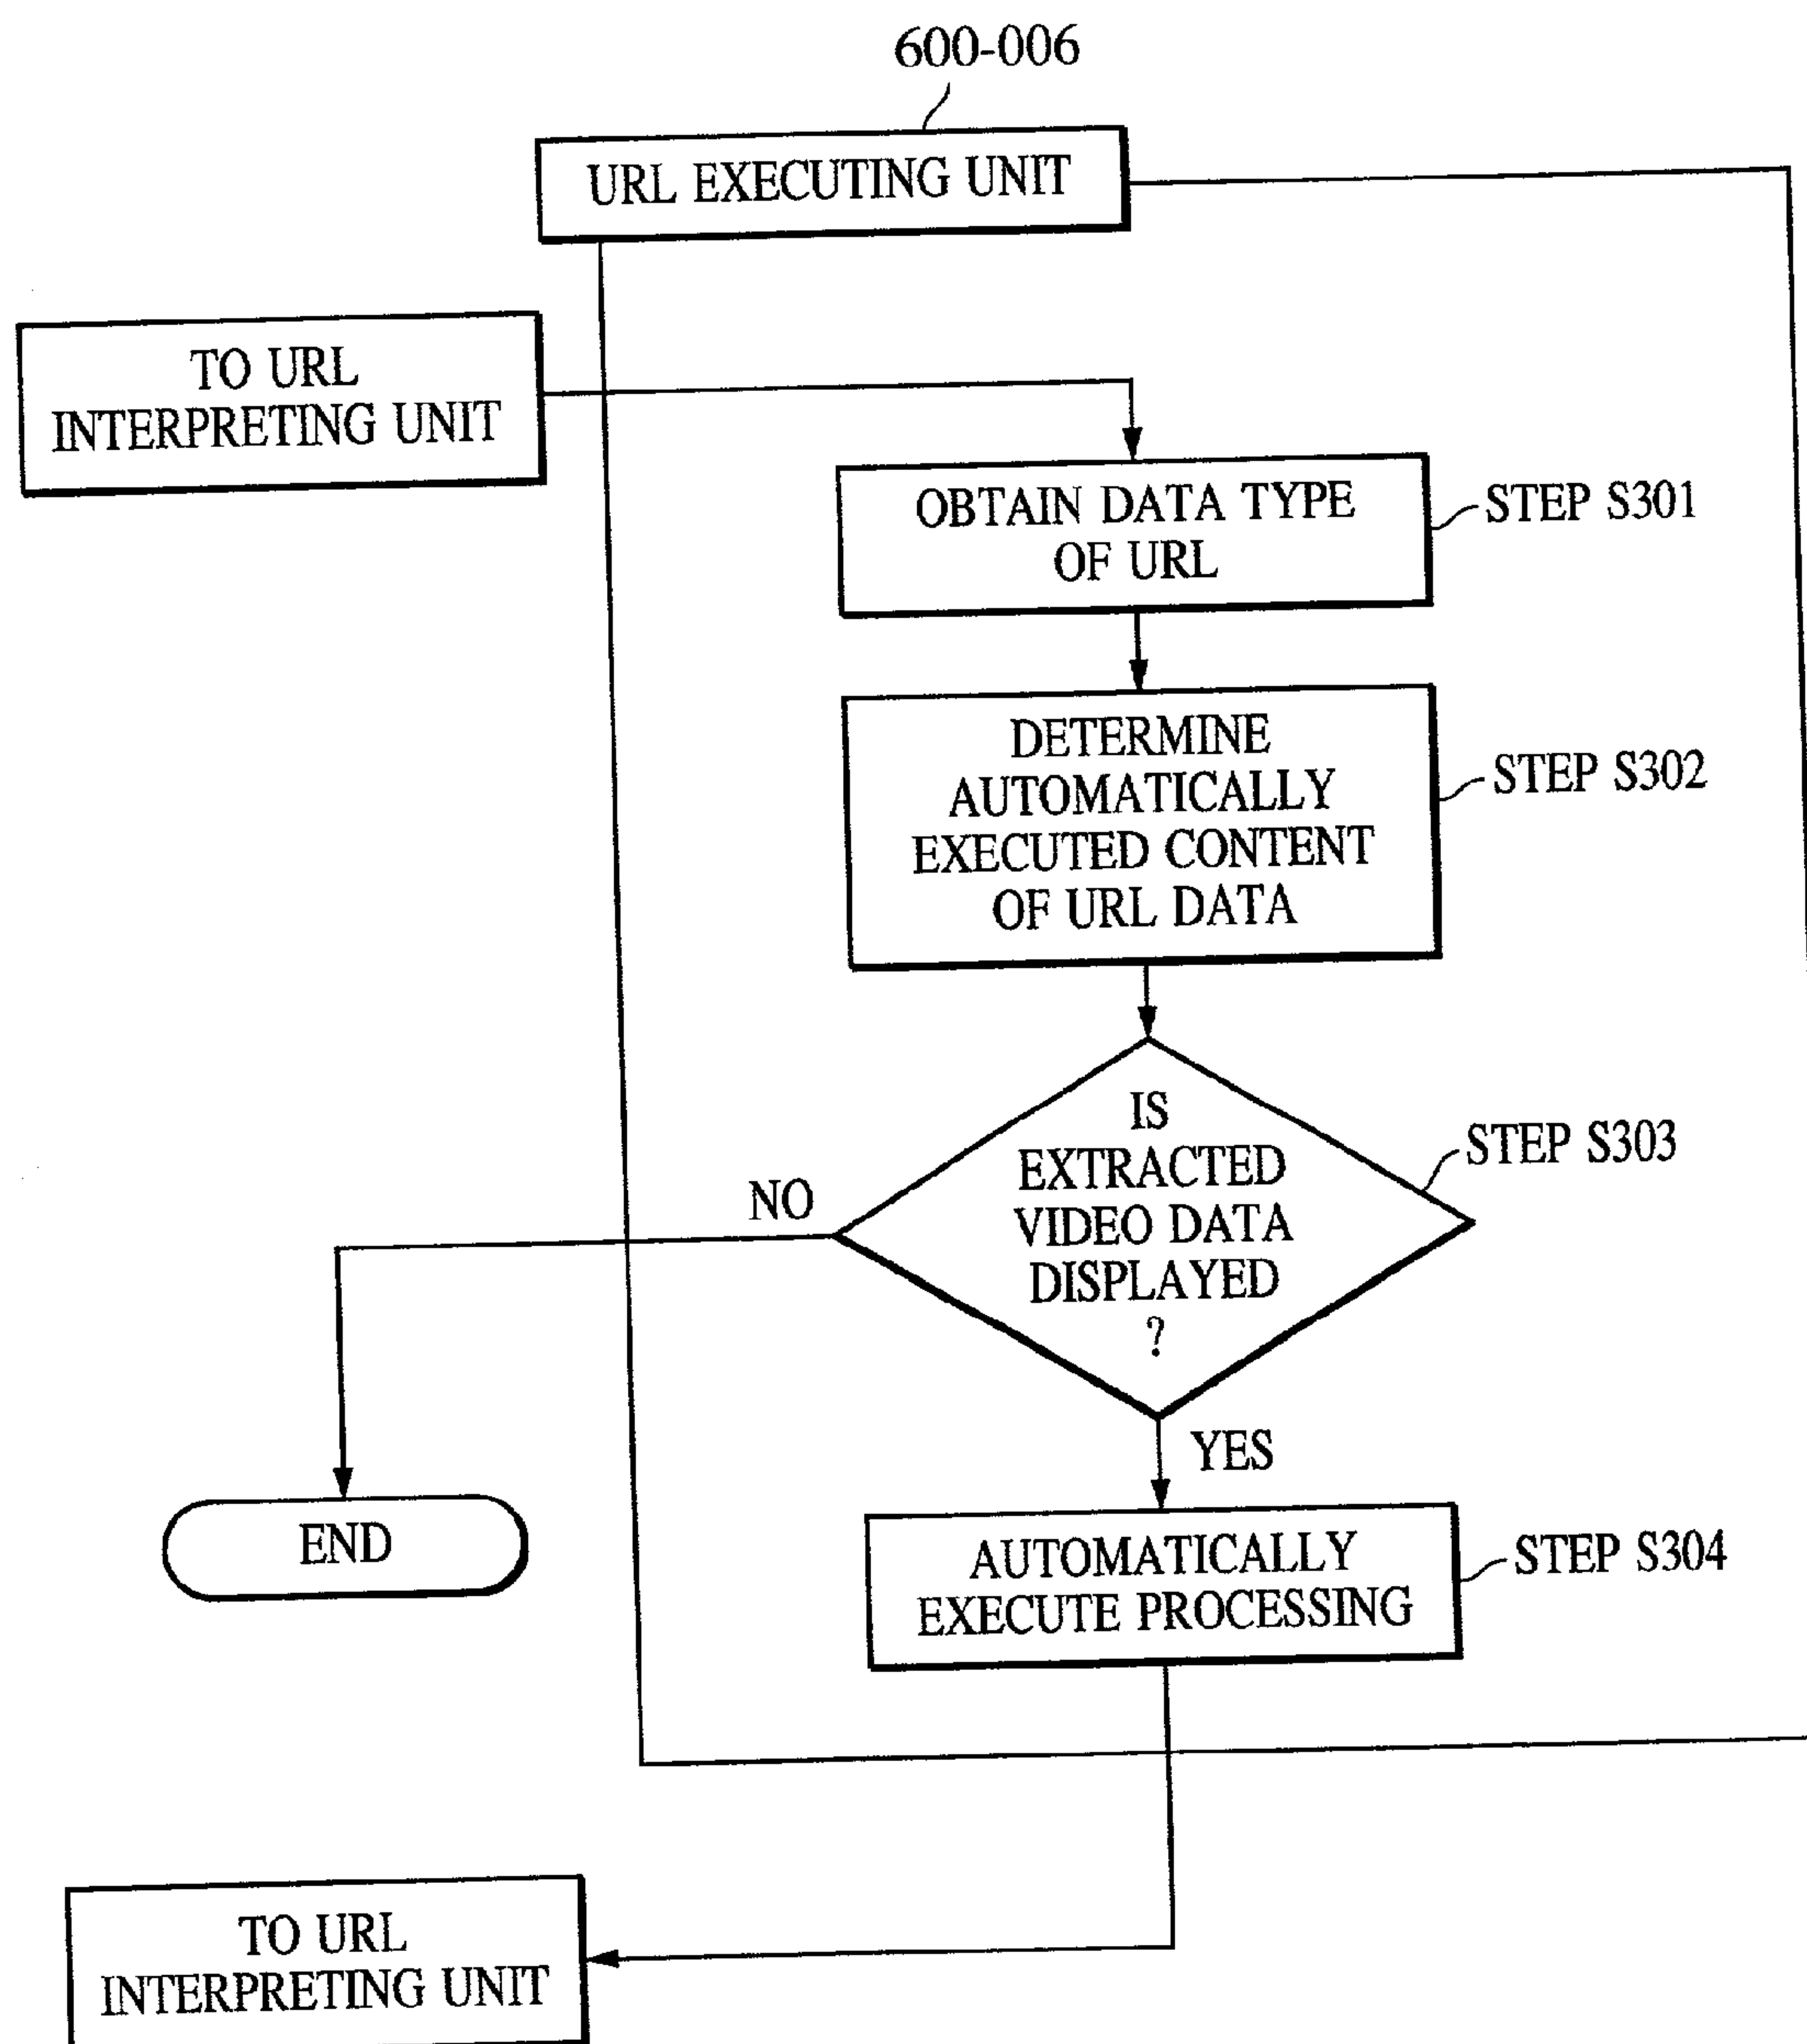 600-006
URL EXECUTING UNIT
TO URL
INTERPRETING UNIT
OBTAIN DATA TYPE
OF URL
STEP S301
DETERMINE
AUTOMATICALLY
EXECUTED CONTENT
OF URL DATA
STEP S302
IS
EXTRACTED
VIDEO DATA
DISPLAYED
?
STEP S303
NO
YES
END
AUTOMATICALLY
EXECUTE PROCESSING
STEP S304
TO URL
INTERPRETING UNIT